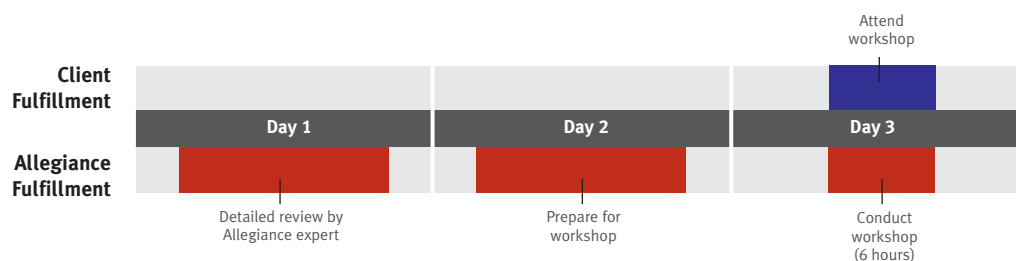 Attend
workshop
Client
Fulfillment
Day 1
Day 2
Day 3
Allegiance
Fulfillment
Detailed review by
Allegiance expert
Prepare for
workshop
Conduct
workshop
(6 hours)